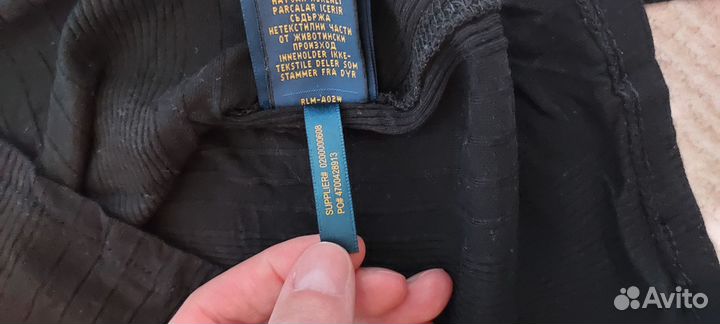 PARÇALAR İÇERİR
СЪДЪРЖА
НЕТЕКСТИЛНИ ЧАСТИ
ОТ ЖИВОТИНСКИ
ПРОИЗХОД
INNEHOLDER IKKE-
TEKSTILE DELER SOM
STAMMER FRA DYR
RLM-A02W
SUPPLIER# 0200000608
PO# 4700428913
Avito